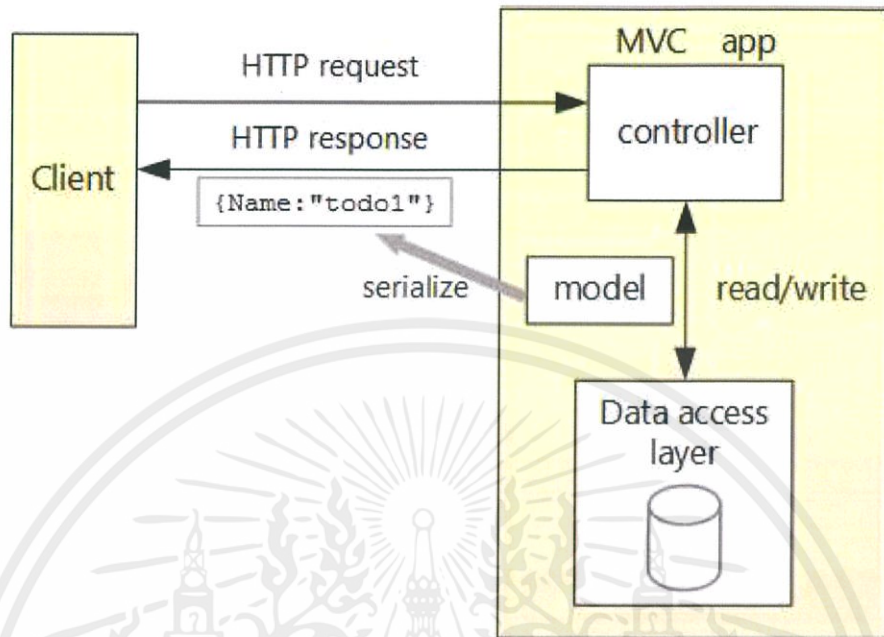 MVC app
HTTP request
controller
HTTP response
Client
{Name:"todo1"}
serialize
model
read/write
Data access
layer